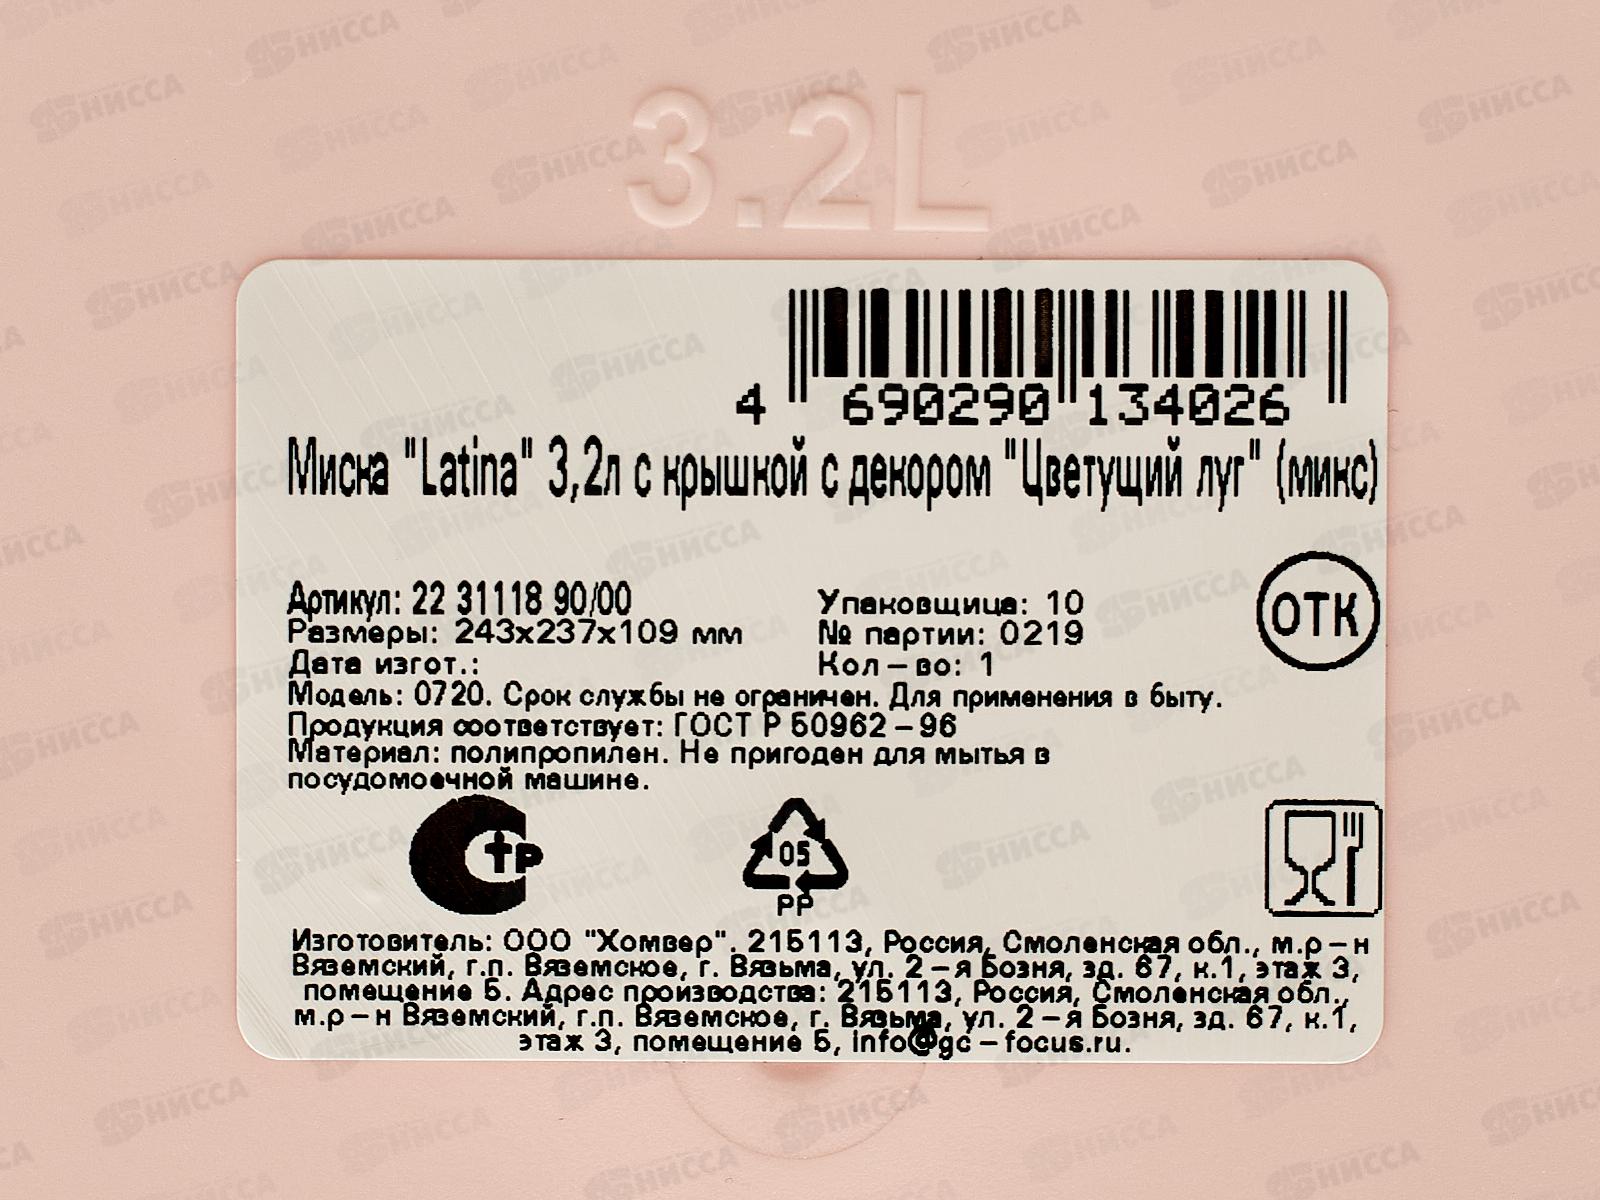 3.2L
4 690290 134026
Миска "Latina" 3,2л с крышкой с декором "Цветущий луг" (микс)
Артикул: 22 31118 90/00
Размеры: 243х237х109 мм
Дата изгот.:
Упаковщица: 10
№ партии: 0219
Кол-во: 1
ОТК
Модель: 0720. Срок службы не ограничен. Для применения в быту.
Продукция соответствует: ГОСТ Р 50962-96
Материал: полипропилен. Не пригоден для мытья в
посудомоечной машине.
СТР
05
PP
Изготовитель: ООО "Хомвер". 215113, Россия, Смоленская обл., м.р-н
Вяземский, г.п. Вяземское, г. Вязьма, ул. 2-я Бозня, зд. 67, к.1, этаж 3,
помещение 5. Адрес производства: 215113, Россия, Смоленская обл.,
м.р-н Вяземский, г.п. Вяземское, г. Вязьма, ул. 2-я Бозня, зд. 67, к.1,
этаж 3, помещение 5, info@gc-focus.ru.
НИССА